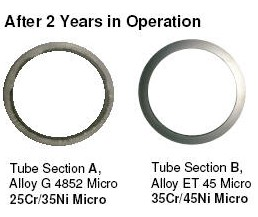 After 2 Years in Operation
Tube Section A,
Alloy G 4852 Micro
25Cr/35Ni Micro
Tube Section B,
Alloy ET 45 Micro
35Cr/45Ni Micro